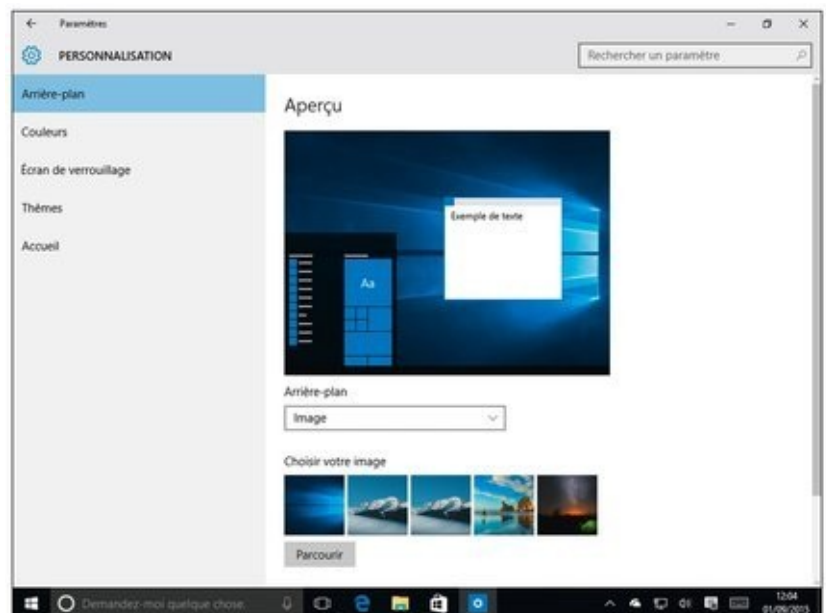 Paramètres
PERSONNALISATION
Rechercher un paramètre
Arrière-plan
Couleurs
Écran de verrouillage
Thèmes
Accueil
Aperçu
Exemple de texte
Aa
Arrière-plan
Image
Choisir votre image
Parcourir
Demandez-moi quelque chose.
12:04
01/09/2015